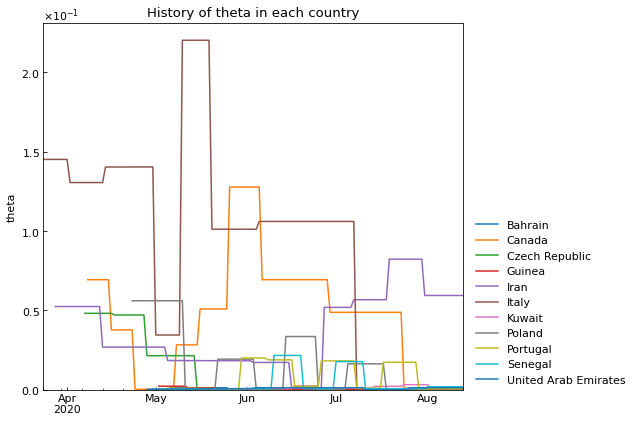 History of theta in each country
×10⁻¹
2.0
1.5
1.0
0.5
0.0
theta
Apr
2020
May
Jun
Jul
Aug
Bahrain
Canada
Czech Republic
Guinea
Iran
Italy
Kuwait
Poland
Portugal
Senegal
United Arab Emirates